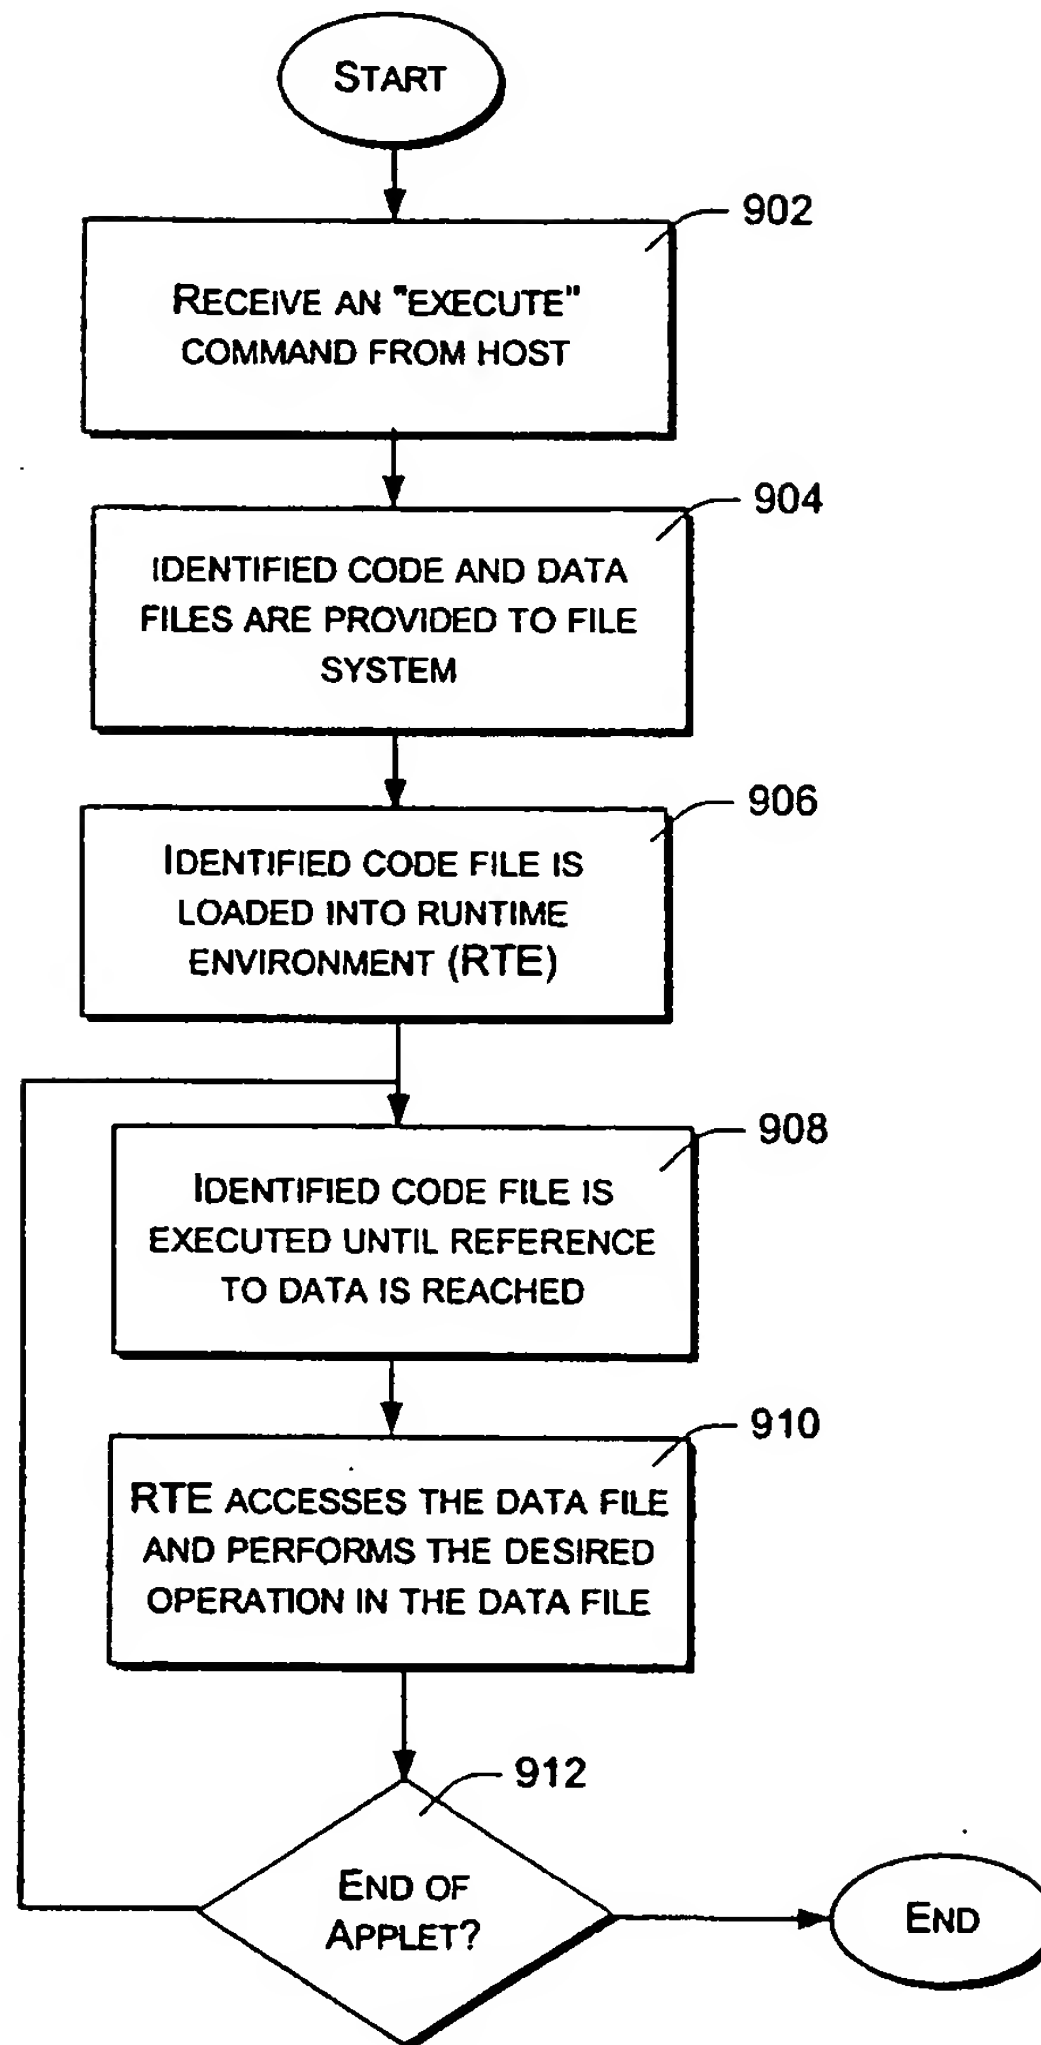 START
902
RECEIVE AN "EXECUTE"
COMMAND FROM HOST
904
IDENTIFIED CODE AND DATA
FILES ARE PROVIDED TO FILE
SYSTEM
906
IDENTIFIED CODE FILE IS
LOADED INTO RUNTIME
ENVIRONMENT (RTE)
908
IDENTIFIED CODE FILE IS
EXECUTED UNTIL REFERENCE
TO DATA IS REACHED
910
RTE ACCESSES THE DATA FILE
AND PERFORMS THE DESIRED
OPERATION IN THE DATA FILE
912
END OF
APPLET?
END